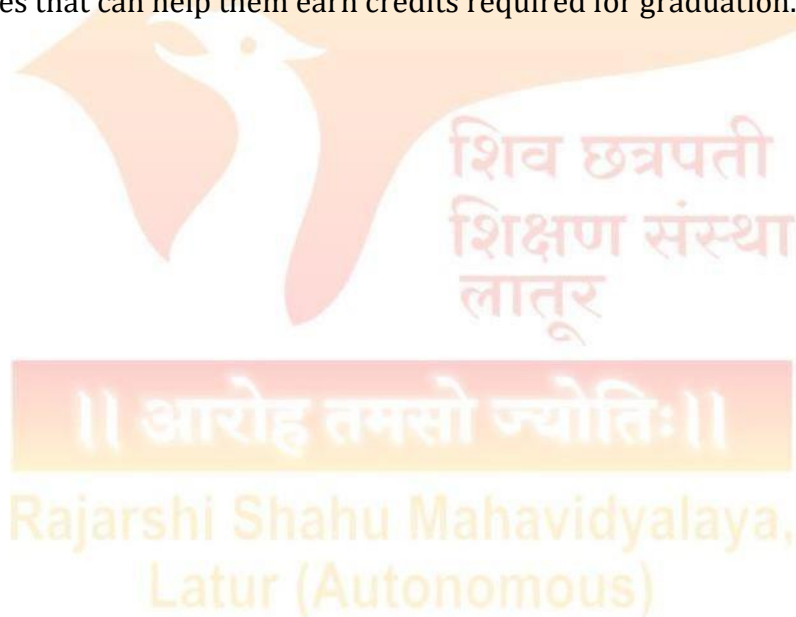 es that can help them earn credits required for graduation.
शिव छत्रपती
शिक्षण संस्था
लातूर
|| आरोह तमसो ज्योतिः||
Rajarshi Shahu Mahavidyalaya,
Latur (Autonomous)